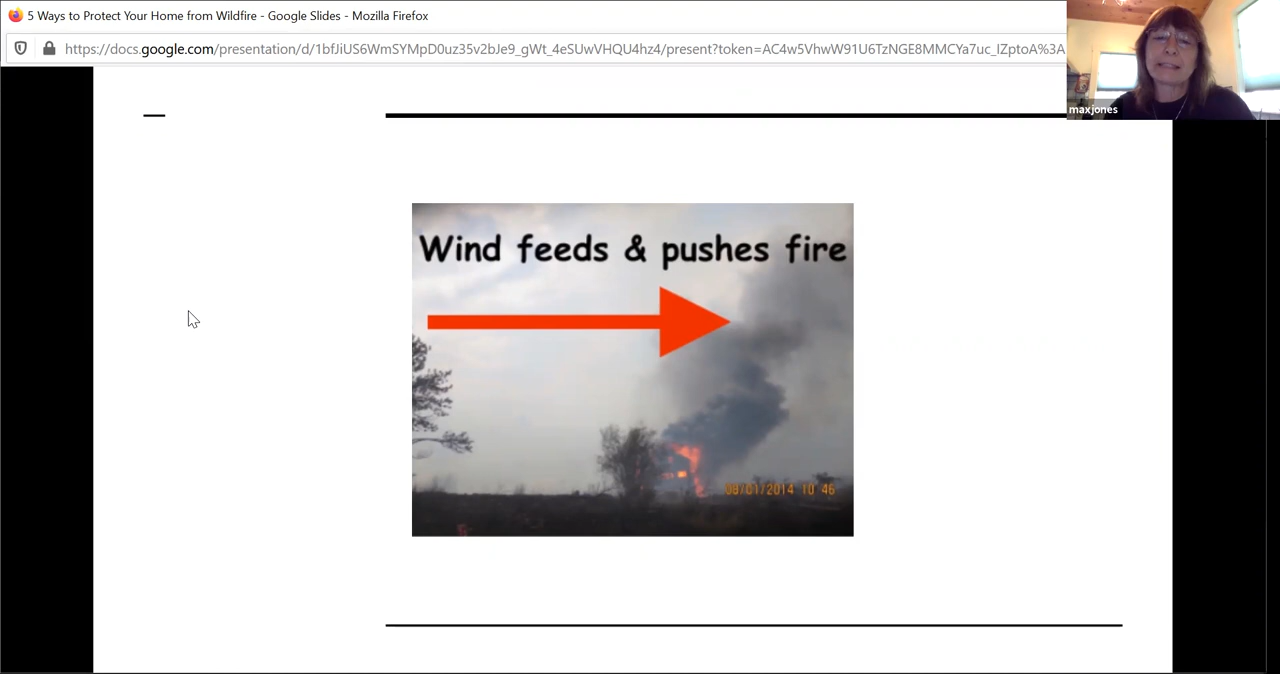 5 Ways to Protect Your Home from Wildfire - Google Slides - Mozilla Firefox
https://docs.google.com/presentation/d/1bfJiUS6WmSYMpD0uz35v2bJe9_gWt_4eSUwVHQU4hz4/present?token=AC4w5VhwW91U6TzNGE8MMCYa7uc_IZptoA%3A
maxjones
Wind feeds & pushes fire
08/01/2014 10 46